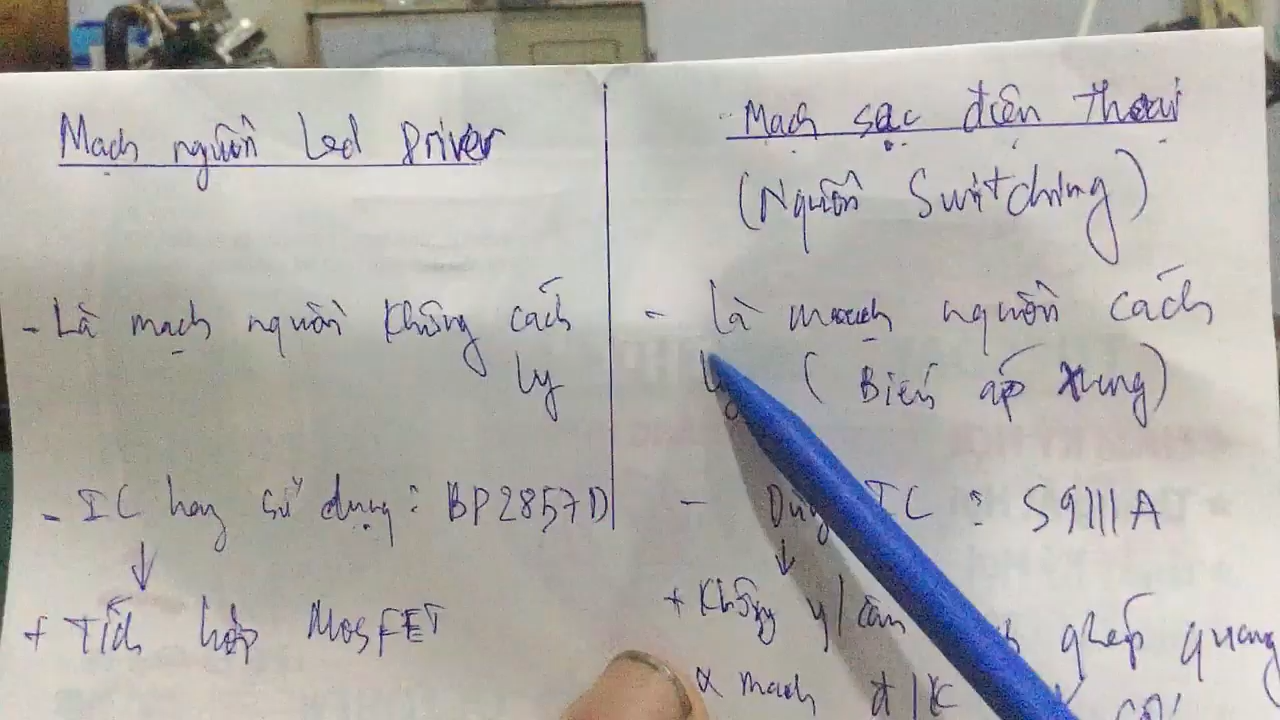 Mạch nguồn Led Driver
- Là mạch nguồn không cách
ly
- IC hay sử dụng : BP2857D
↓
+ Tích hợp MOSFET
Mạch sạc điện thoại
(Nguồn Switching)
- Là mạch nguồn cách
ly (Biến áp xung)
- Dùng IC : S9111A
↓
+ Không y/cầu ghép quang
& mạch đ/k